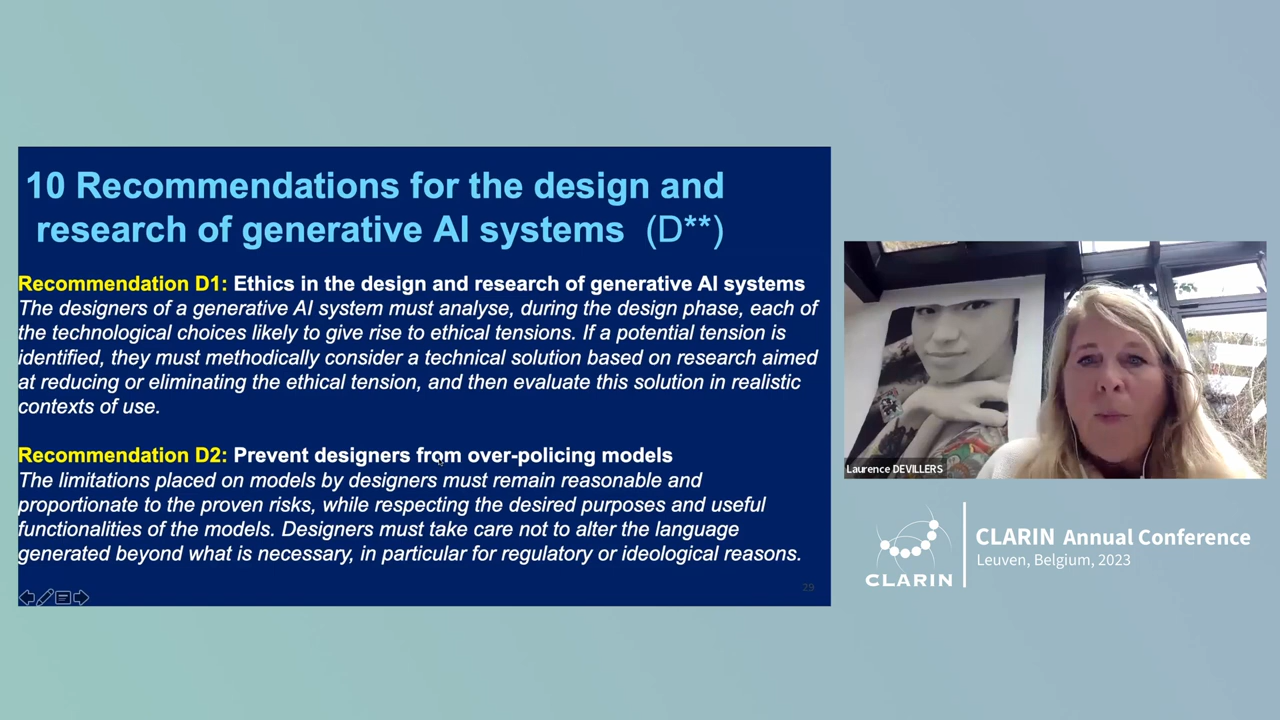 10 Recommendations for the design and
research of generative AI systems (D**)
Recommendation D1: Ethics in the design and research of generative AI systems
The designers of a generative AI system must analyse, during the design phase, each of
the technological choices likely to give rise to ethical tensions. If a potential tension is
identified, they must methodically consider a technical solution based on research aimed
at reducing or eliminating the ethical tension, and then evaluate this solution in realistic
contexts of use.
Recommendation D2: Prevent designers from over-policing models
The limitations placed on models by designers must remain reasonable and
proportionate to the proven risks, while respecting the desired purposes and useful
functionalities of the models. Designers must take care not to alter the language
generated beyond what is necessary, in particular for regulatory or ideological reasons.
29
Laurence DEVILLERS
CLARIN
CLARIN Annual Conference
Leuven, Belgium, 2023